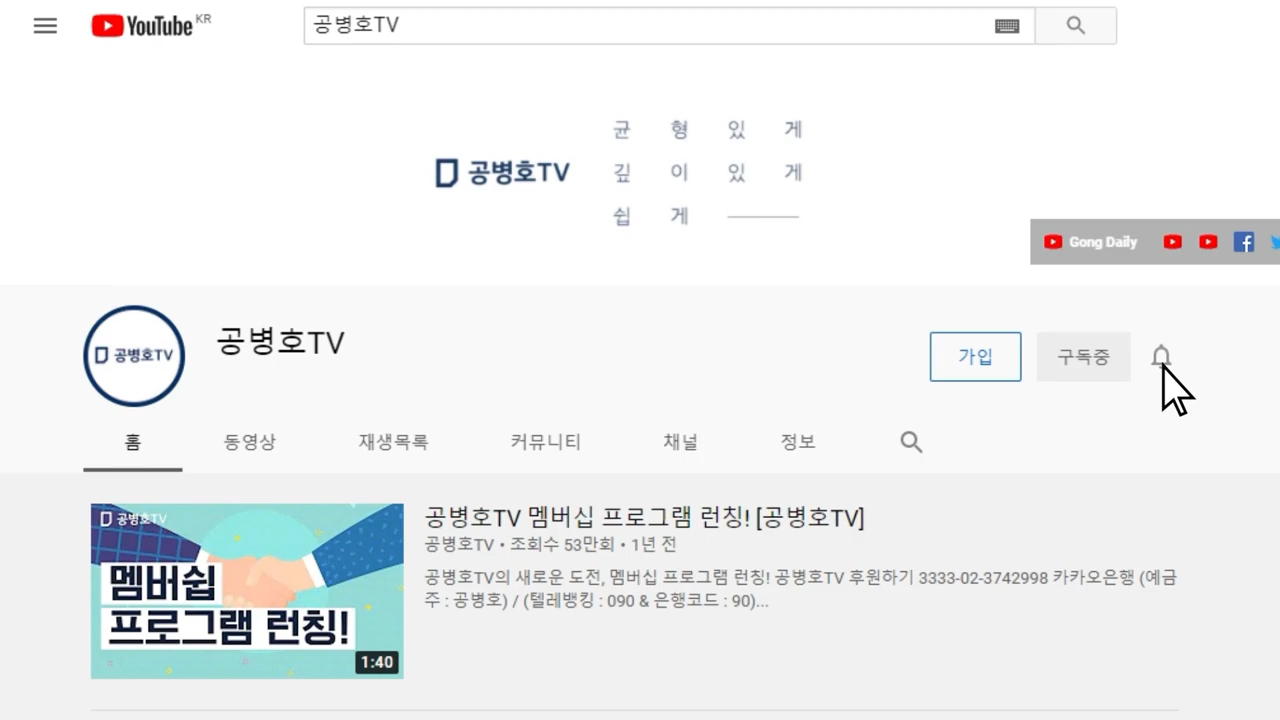 YouTube KR
공병호TV
공병호TV
균 형 있 게
깊 이 있 게
쉽 게
Gong Daily
공병호TV
공병호TV
가입
구독중
홈 동영상 재생목록 커뮤니티 채널 정보
공병호TV
멤버쉽
프로그램 런칭!
1:40
공병호TV 멤버십 프로그램 런칭! [공병호TV]
공병호TV • 조회수 53만회 • 1년 전
공병호TV의 새로운 도전, 멤버십 프로그램 런칭! 공병호TV 후원하기 3333-02-3742998 카카오은행 (예금
주 : 공병호) / (텔레뱅킹 : 090 & 은행코드 : 90)...